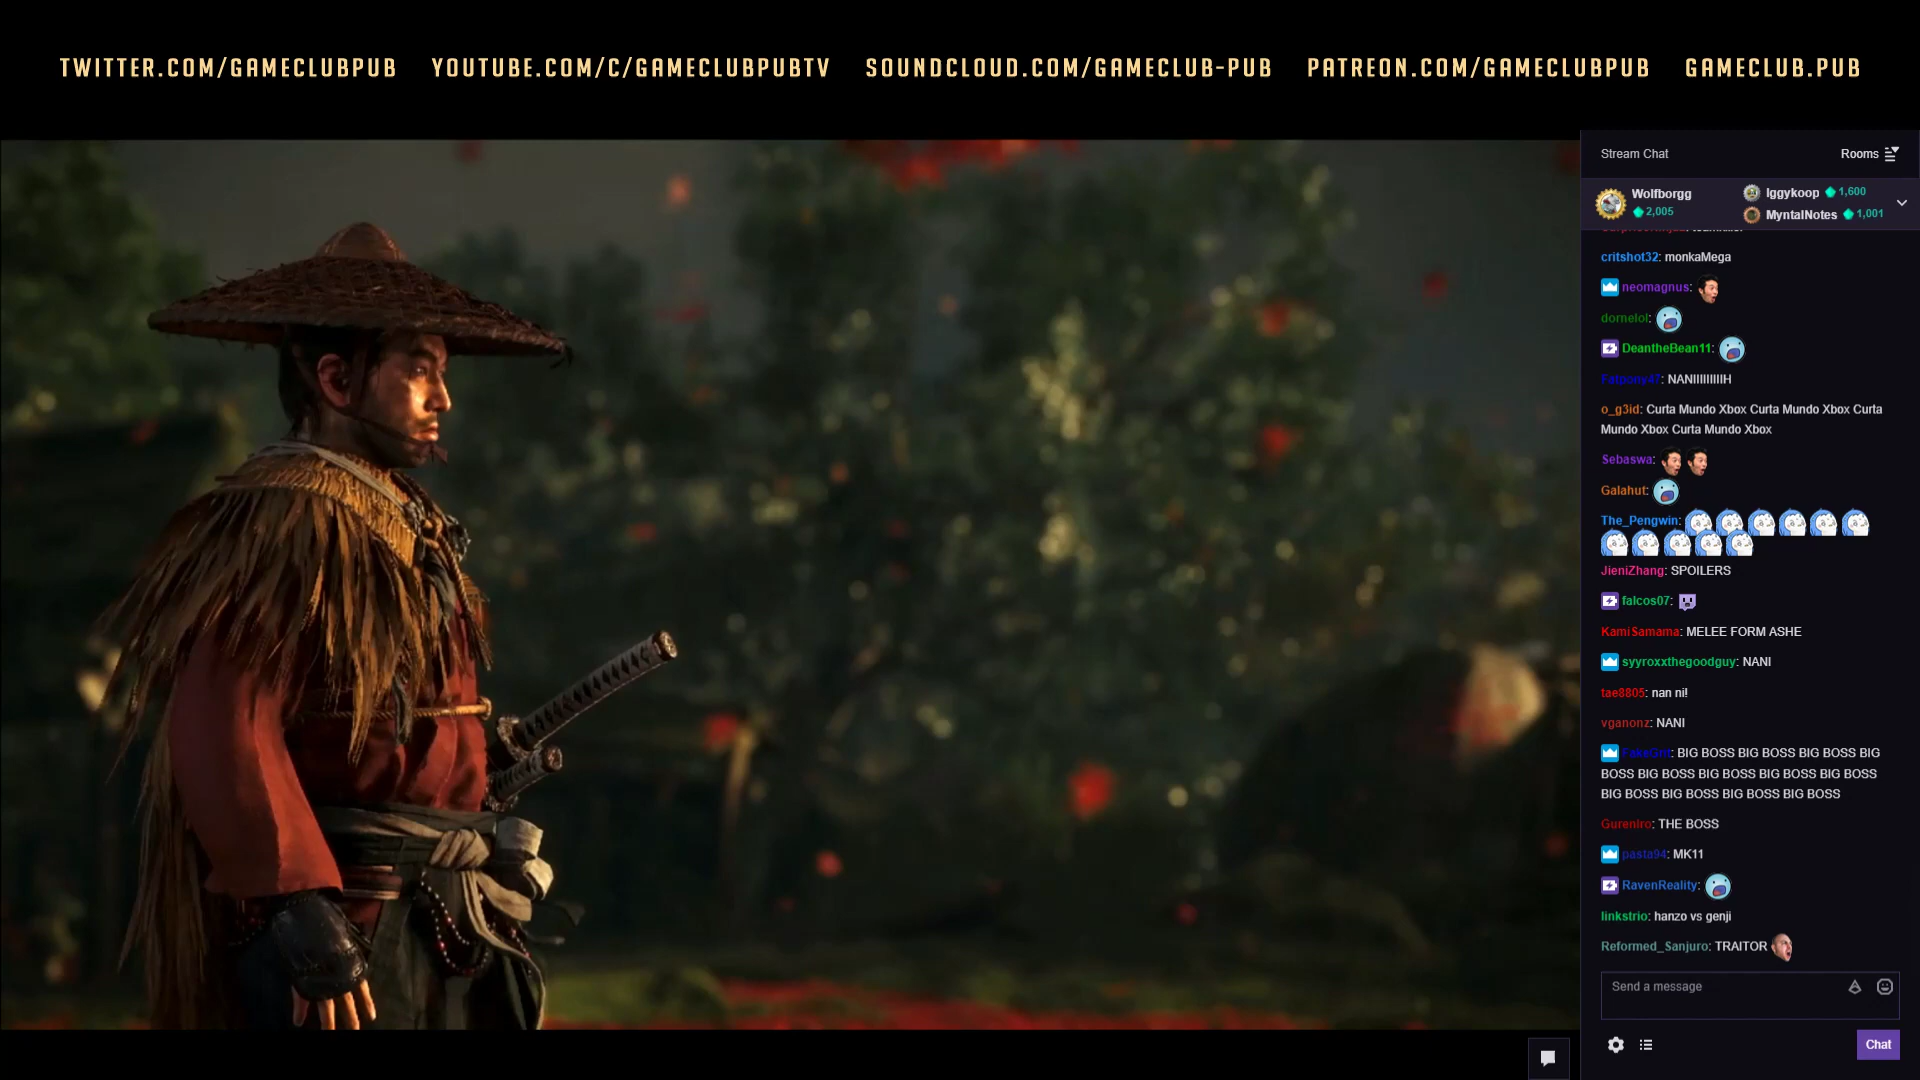 TWITTER.COM/GAMECLUBPUB YOUTUBE.COM/C/GAMECLUBPUBTV SOUNDCLOUD.COM/GAMECLUB-PUB PATREON.COM/GAMECLUBPUB GAMECLUB.PUB
Stream Chat Rooms
Wolfborgg Iggykoop 1,600
2,005 MyntalNotes 1,001
critshot32: monkaMega
neomagnus:
dornelol:
DeantheBean11:
Fatpony47: NANIIIIIIIIIH
o_g3id: Curta Mundo Xbox Curta Mundo Xbox Curta
Mundo Xbox Curta Mundo Xbox
Sebaswa:
Galahut:
The_Pengwin:
JieniZhang: SPOILERS
falcos07:
KamiSamama: MELEE FORM ASHE
syyroxxthegoodguy: NANI
tae8805: nan ni!
vganonz: NANI
FakeGrit: BIG BOSS BIG BOSS BIG BOSS BIG
BOSS BIG BOSS BIG BOSS BIG BOSS BIG BOSS
BIG BOSS BIG BOSS BIG BOSS BIG BOSS
Gureniro: THE BOSS
pasta94: MK11
RavenReality:
linkstrio: hanzo vs genji
Reformed_Sanjuro: TRAITOR
Send a message
Chat